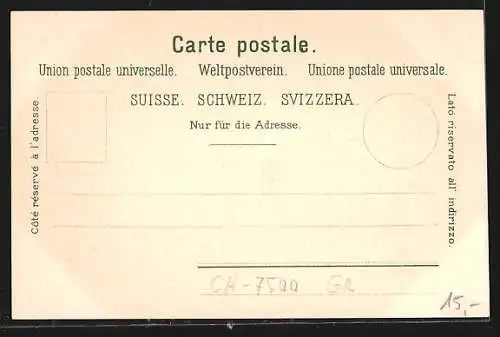 Carte postale.
Union postale universelle. Weltpostverein. Unione postale universale.
SUISSE. SCHWEIZ. SVIZZERA.
Nur für die Adresse.
Côté réservé à l'adresse.
Lato riservato all' indirizzo.
CH-7500 GR
15,-